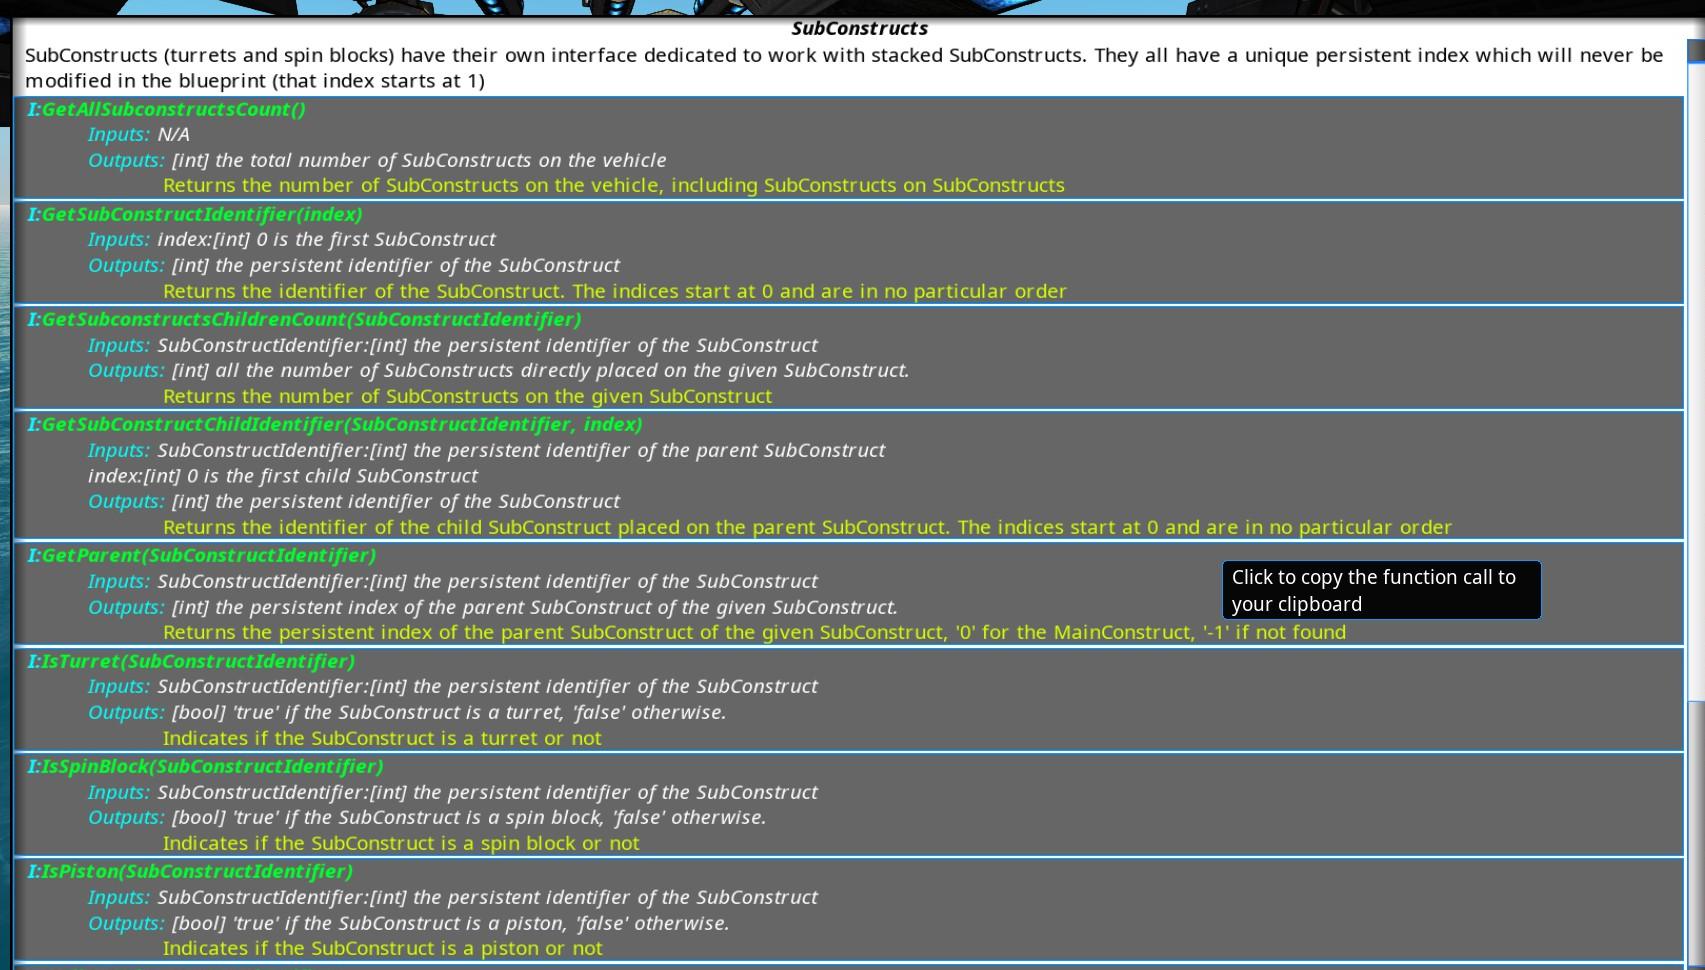 SubConstructs
SubConstructs (turrets and spin blocks) have their own interface dedicated to work with stacked SubConstructs. They all have a unique persistent index which will never be
modified in the blueprint (that index starts at 1)
I:GetAllSubconstructsCount()
Inputs: N/A
Outputs: [int] the total number of SubConstructs on the vehicle
Returns the number of SubConstructs on the vehicle, including SubConstructs on SubConstructs
I:GetSubConstructIdentifier(index)
Inputs: index:[int] 0 is the first SubConstruct
Outputs: [int] the persistent identifier of the SubConstruct
Returns the identifier of the SubConstruct. The indices start at 0 and are in no particular order
I:GetSubconstructsChildrenCount(SubConstructIdentifier)
Inputs: SubConstructIdentifier:[int] the persistent identifier of the SubConstruct
Outputs: [int] all the number of SubConstructs directly placed on the given SubConstruct.
Returns the number of SubConstructs on the given SubConstruct
I:GetSubConstructChildIdentifier(SubConstructIdentifier, index)
Inputs: SubConstructIdentifier:[int] the persistent identifier of the parent SubConstruct
index:[int] 0 is the first child SubConstruct
Outputs: [int] the persistent identifier of the SubConstruct
Returns the identifier of the child SubConstruct placed on the parent SubConstruct. The indices start at 0 and are in no particular order
I:GetParent(SubConstructIdentifier)
Inputs: SubConstructIdentifier:[int] the persistent identifier of the SubConstruct
Outputs: [int] the persistent index of the parent SubConstruct of the given SubConstruct.
Returns the persistent index of the parent SubConstruct of the given SubConstruct, '0' for the MainConstruct, '-1' if not found
Click to copy the function call to
your clipboard
I:IsTurret(SubConstructIdentifier)
Inputs: SubConstructIdentifier:[int] the persistent identifier of the SubConstruct
Outputs: [bool] 'true' if the SubConstruct is a turret, 'false' otherwise.
Indicates if the SubConstruct is a turret or not
I:IsSpinBlock(SubConstructIdentifier)
Inputs: SubConstructIdentifier:[int] the persistent identifier of the SubConstruct
Outputs: [bool] 'true' if the SubConstruct is a spin block, 'false' otherwise.
Indicates if the SubConstruct is a spin block or not
I:IsPiston(SubConstructIdentifier)
Inputs: SubConstructIdentifier:[int] the persistent identifier of the SubConstruct
Outputs: [bool] 'true' if the SubConstruct is a piston, 'false' otherwise.
Indicates if the SubConstruct is a piston or not